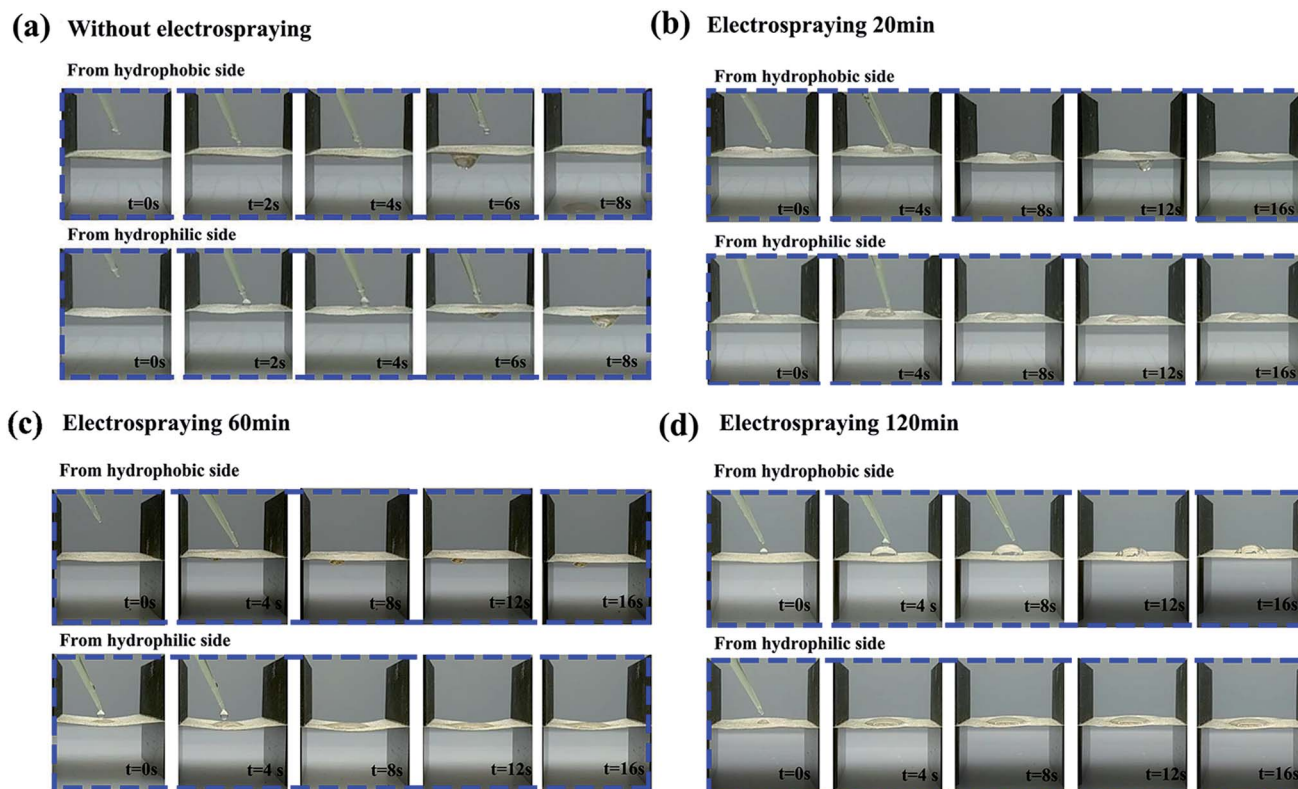 (a) Without electrospraying
From hydrophobic side
t=0s t=2s t=4s t=6s t=8s
From hydrophilic side
t=0s t=2s t=4s t=6s t=8s
(b) Electrospraying 20min
From hydrophobic side
t=0s t=4s t=8s t=12s t=16s
From hydrophilic side
t=0s t=4s t=8s t=12s t=16s
(c) Electrospraying 60min
From hydrophobic side
t=0s t=4 s t=8s t=12s t=16s
From hydrophilic side
t=0s t=4 s t=8s t=12s t=16s
(d) Electrospraying 120min
From hydrophobic side
t=0s t=4 s t=8s t=12s t=16s
From hydrophilic side
t=0s t=4 s t=8s t=12s t=16s